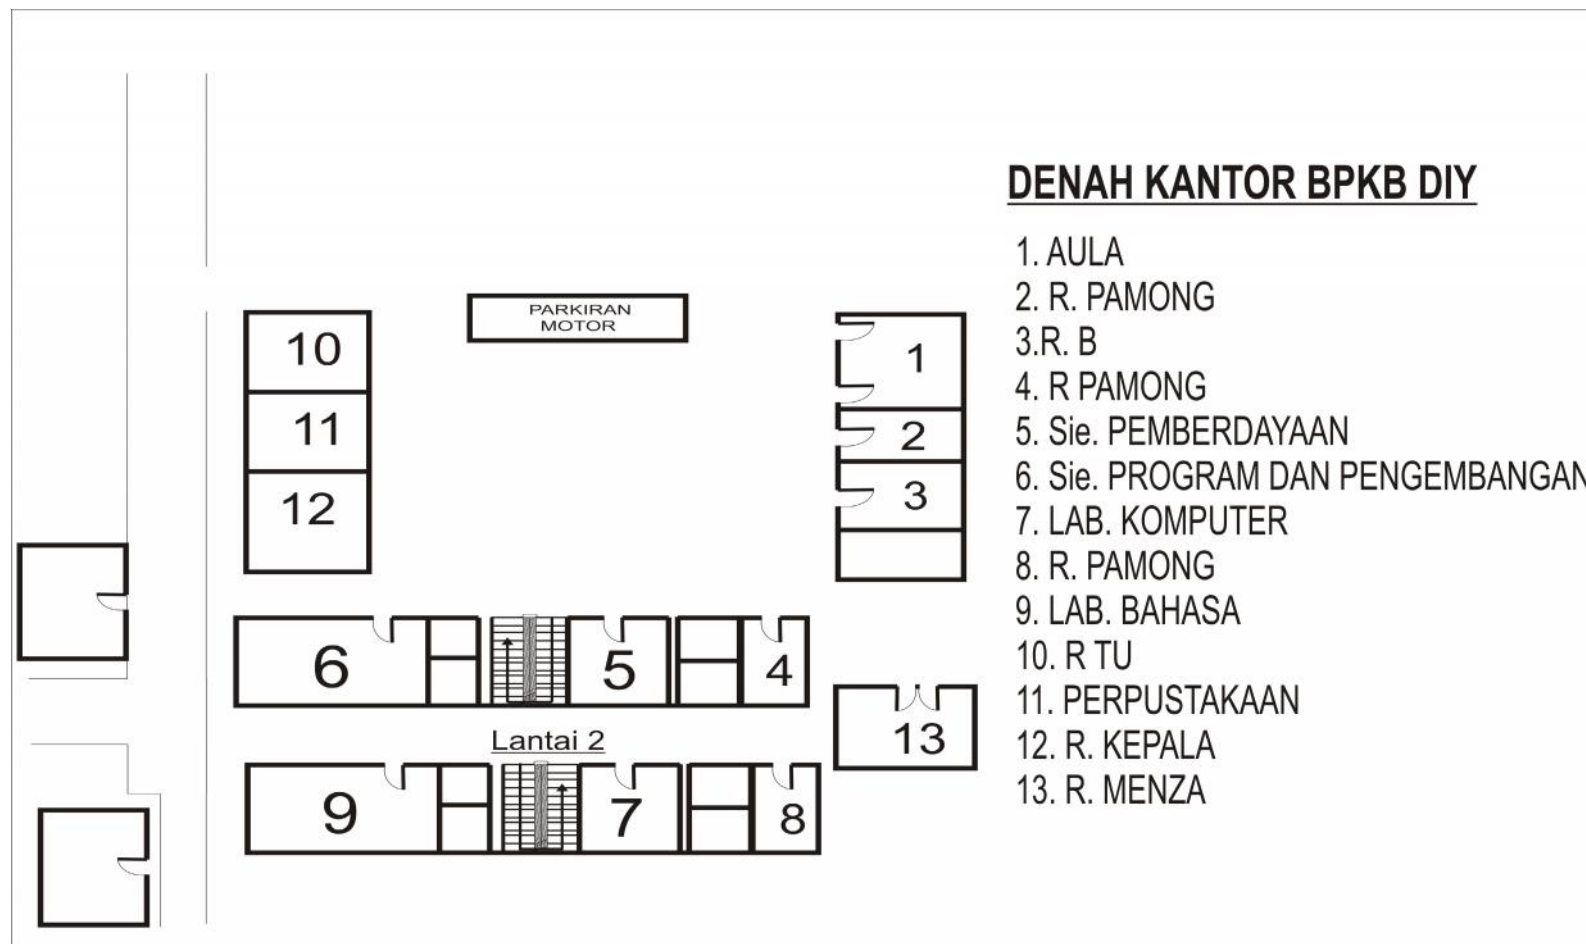 DENAH KANTOR BPKB DIY
1. AULA
2. R. PAMONG
3.R. B
4. R PAMONG
5. Sie. PEMBERDAYAAN
6. Sie. PROGRAM DAN PENGEMBANGAN
7. LAB. KOMPUTER
8. R. PAMONG
9. LAB. BAHASA
10. R TU
11. PERPUSTAKAAN
12. R. KEPALA
13. R. MENZA
PARKIRAN
MOTOR
10
11
12
1
2
3
6
5
4
13
Lantai 2
9
7
8